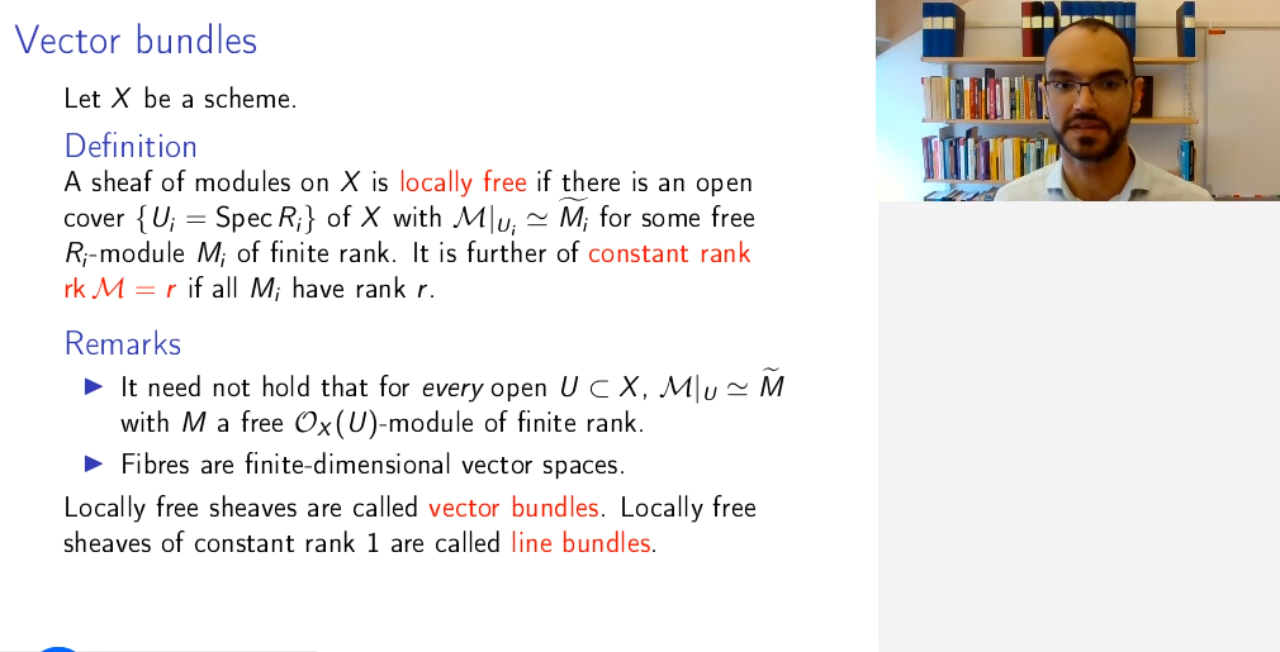 Vector bundles
Let X be a scheme.
Definition
A sheaf of modules on X is locally free if there is an open
cover {U_i = Spec R_i} of X with ℳ|_{U_i} ≃ M̃_i for some free
R_i-module M_i of finite rank. It is further of constant rank
rk ℳ = r if all M_i have rank r.
Remarks
▶ It need not hold that for every open U ⊂ X, ℳ|_U ≃ M̃
with M a free 𝒪_X(U)-module of finite rank.
▶ Fibres are finite-dimensional vector spaces.
Locally free sheaves are called vector bundles. Locally free
sheaves of constant rank 1 are called line bundles.